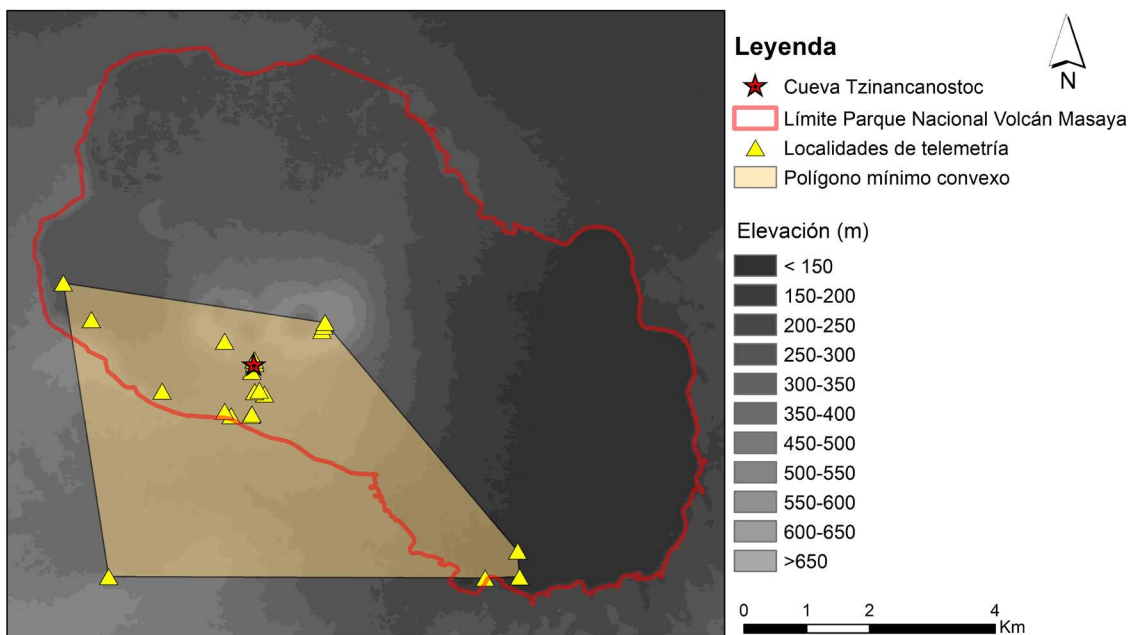 Leyenda
N
Cueva Tzinancanostoc
Límite Parque Nacional Volcán Masaya
Localidades de telemetría
Polígono mínimo convexo
Elevación (m)
< 150
150-200
200-250
250-300
300-350
350-400
450-500
500-550
550-600
600-650
>650
0 1 2 4
Km